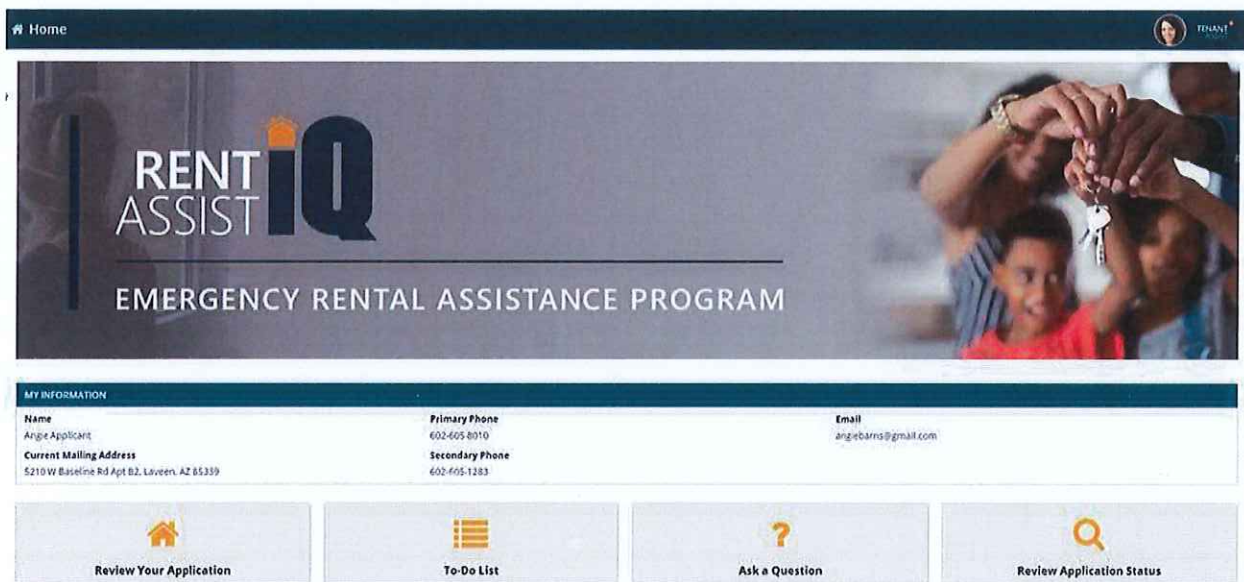 Home
TENANT
ASSIST
RENT
ASSIST iQ
EMERGENCY RENTAL ASSISTANCE PROGRAM
MY INFORMATION
Name
Primary Phone
Email
Angie Applicant
602-605-8010
angiebarns@gmail.com
Current Mailing Address
Secondary Phone
5210 W Baseline Rd Apt B2, Laveen, AZ 85339
602-605-1283
Review Your Application
To-Do List
Ask a Question
Review Application Status